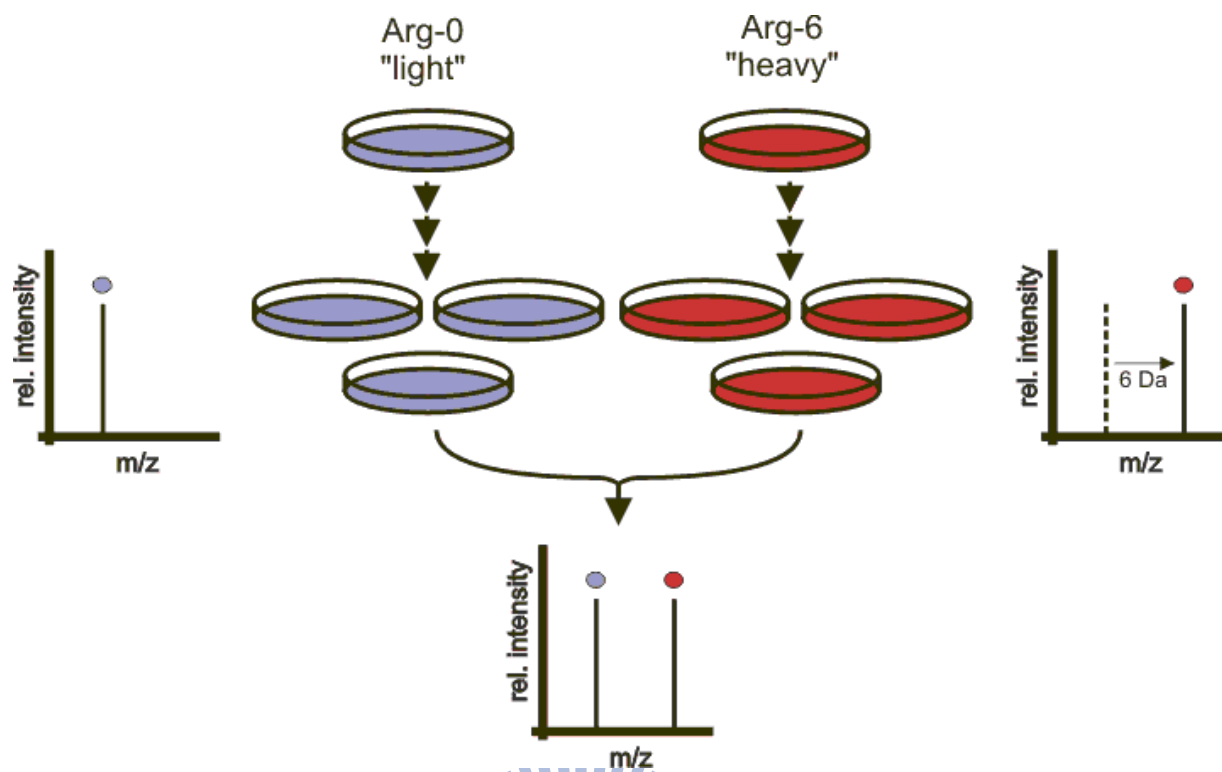 Arg-0
"light"
Arg-6
"heavy"
rel. intensity
m/z
rel. intensity
6 Da
m/z
rel. intensity
m/z